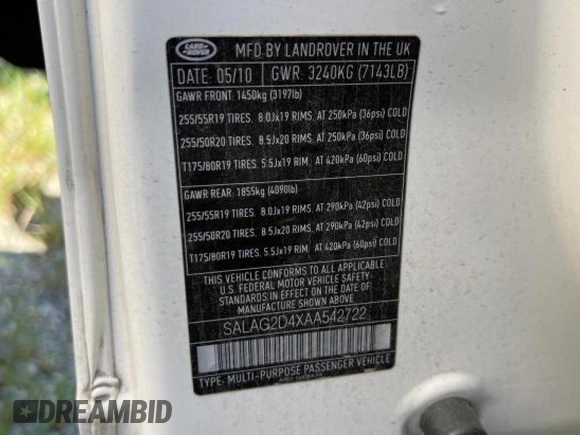 LAND-
ROVER
MFD BY LANDROVER IN THE UK
DATE: 05/10 GWR: 3240KG (7143LB)
GAWR FRONT: 1450kg (3197lb)
255/55R19 TIRES. 8.0Jx19 RIMS. AT 250kPa (36psi) COLD
255/50R20 TIRES. 8.5Jx20 RIMS. AT 250kPa (36psi) COLD
T175/80R19 TIRES. 5.5Jx19 RIM. AT 420kPa (60psi) COLD
GAWR REAR: 1855kg (4090lb)
255/55R19 TIRES. 8.0Jx19 RIMS. AT 290kPa (42psi) COLD
255/50R20 TIRES. 8.5Jx20 RIMS. AT 290kPa (42psi) COLD
T175/80R19 TIRES. 5.5Jx19 RIM. AT 420kPa (60psi) COLD
THIS VEHICLE CONFORMS TO ALL APPLICABLE
U.S. FEDERAL MOTOR VEHICLE SAFETY
STANDARDS IN EFFECT ON THE DATE OF
MANUFACTURE SHOWN ABOVE
SALAG2D4XAA542722
TYPE: MULTI-PURPOSE PASSENGER VEHICLE
DREAMBID